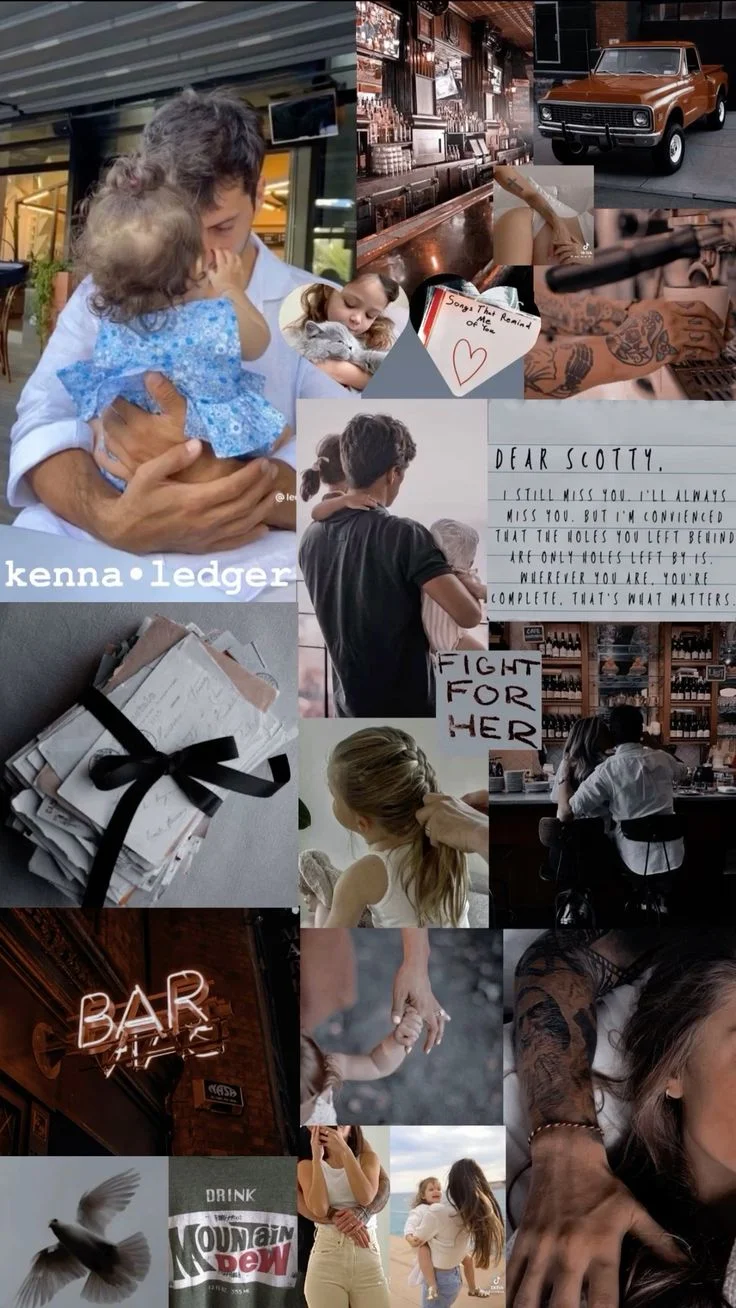 Songs That Remind
Me
of You
DEAR SCOTTY,
I STILL MISS YOU. I'LL ALWAYS
MISS YOU. BUT I'M CONVIENCED
THAT THE HOLES YOU LEFT BEHIND
ARE ONLY HOLES LEFT BY IS.
WHEREVER YOU ARE, YOU'RE
COMPLETE. THAT'S WHAT MATTERS.
kenna•ledger
FIGHT
FOR
HER
BAR
DRINK
MOUNTAIN
DEW